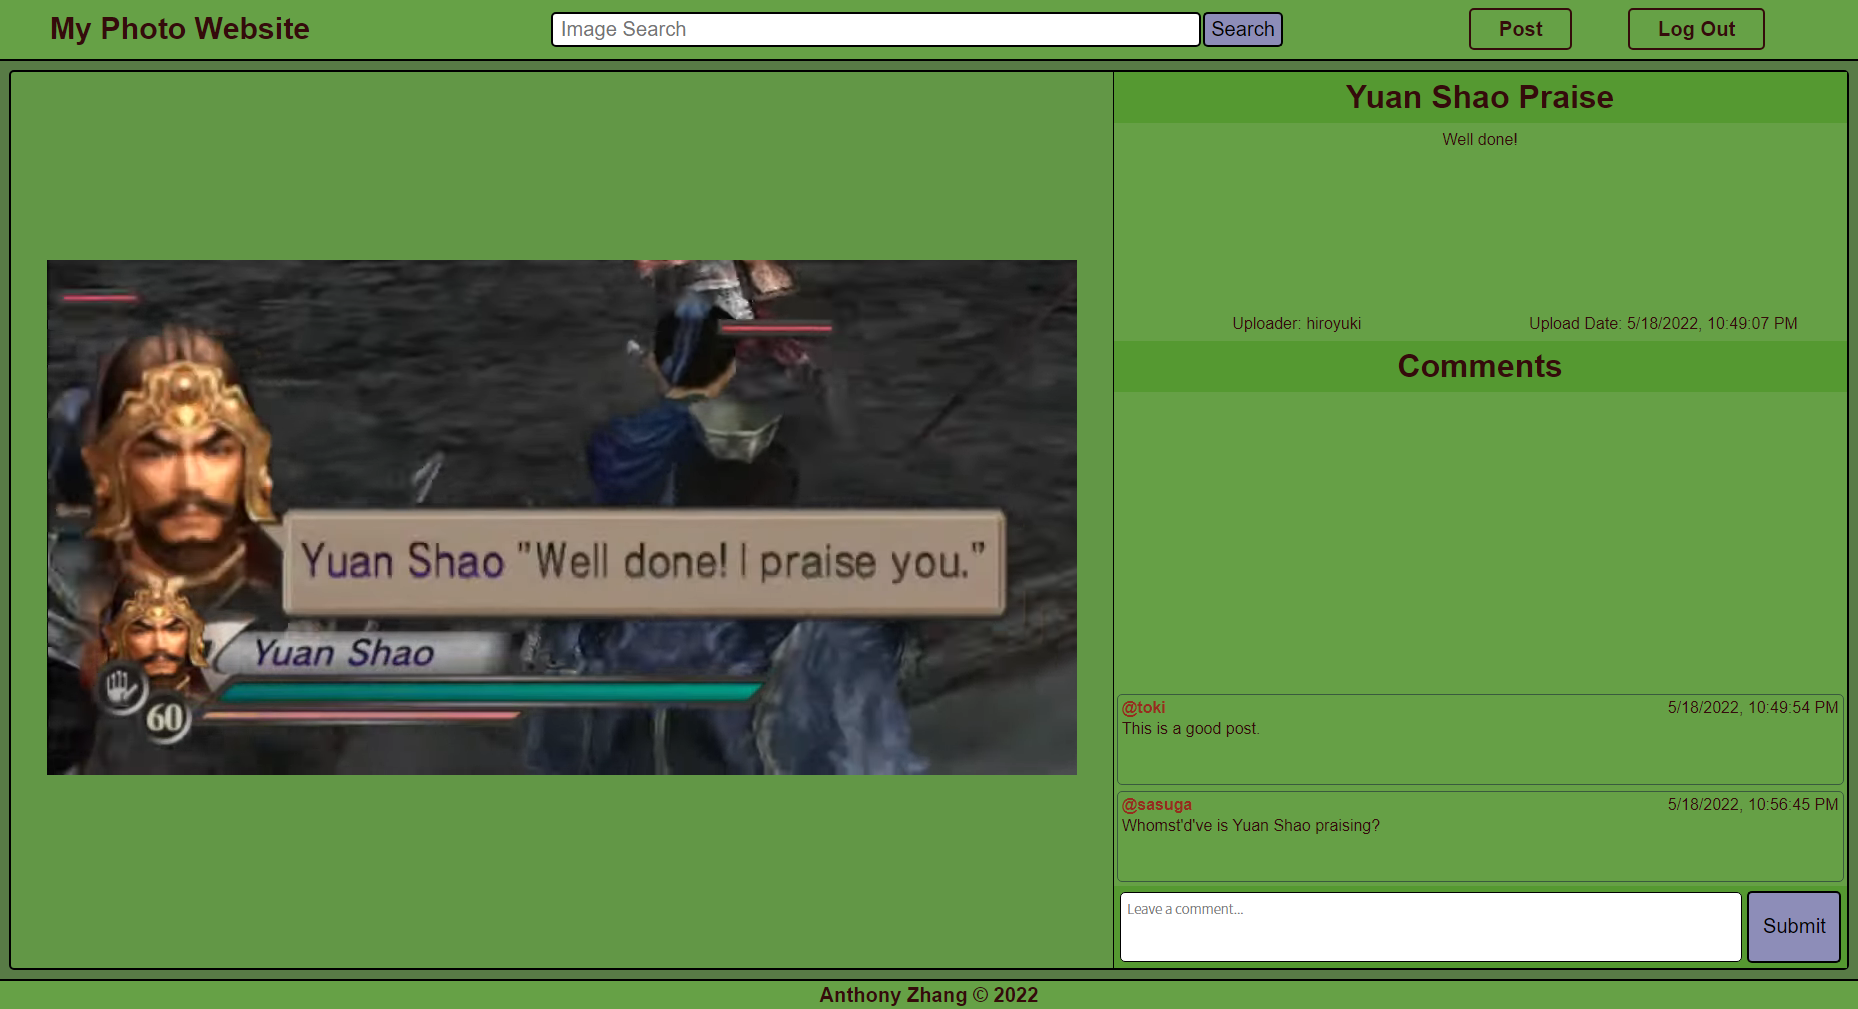 My Photo Website
Image Search
Search
Post
Log Out
Yuan Shao "Well done! I praise you."
Yuan Shao
60
Yuan Shao Praise
Well done!
Uploader: hiroyuki
Upload Date: 5/18/2022, 10:49:07 PM
Comments
@toki
5/18/2022, 10:49:54 PM
This is a good post.
@sasuga
5/18/2022, 10:56:45 PM
Whomst'd've is Yuan Shao praising?
Leave a comment...
Submit
Anthony Zhang © 2022